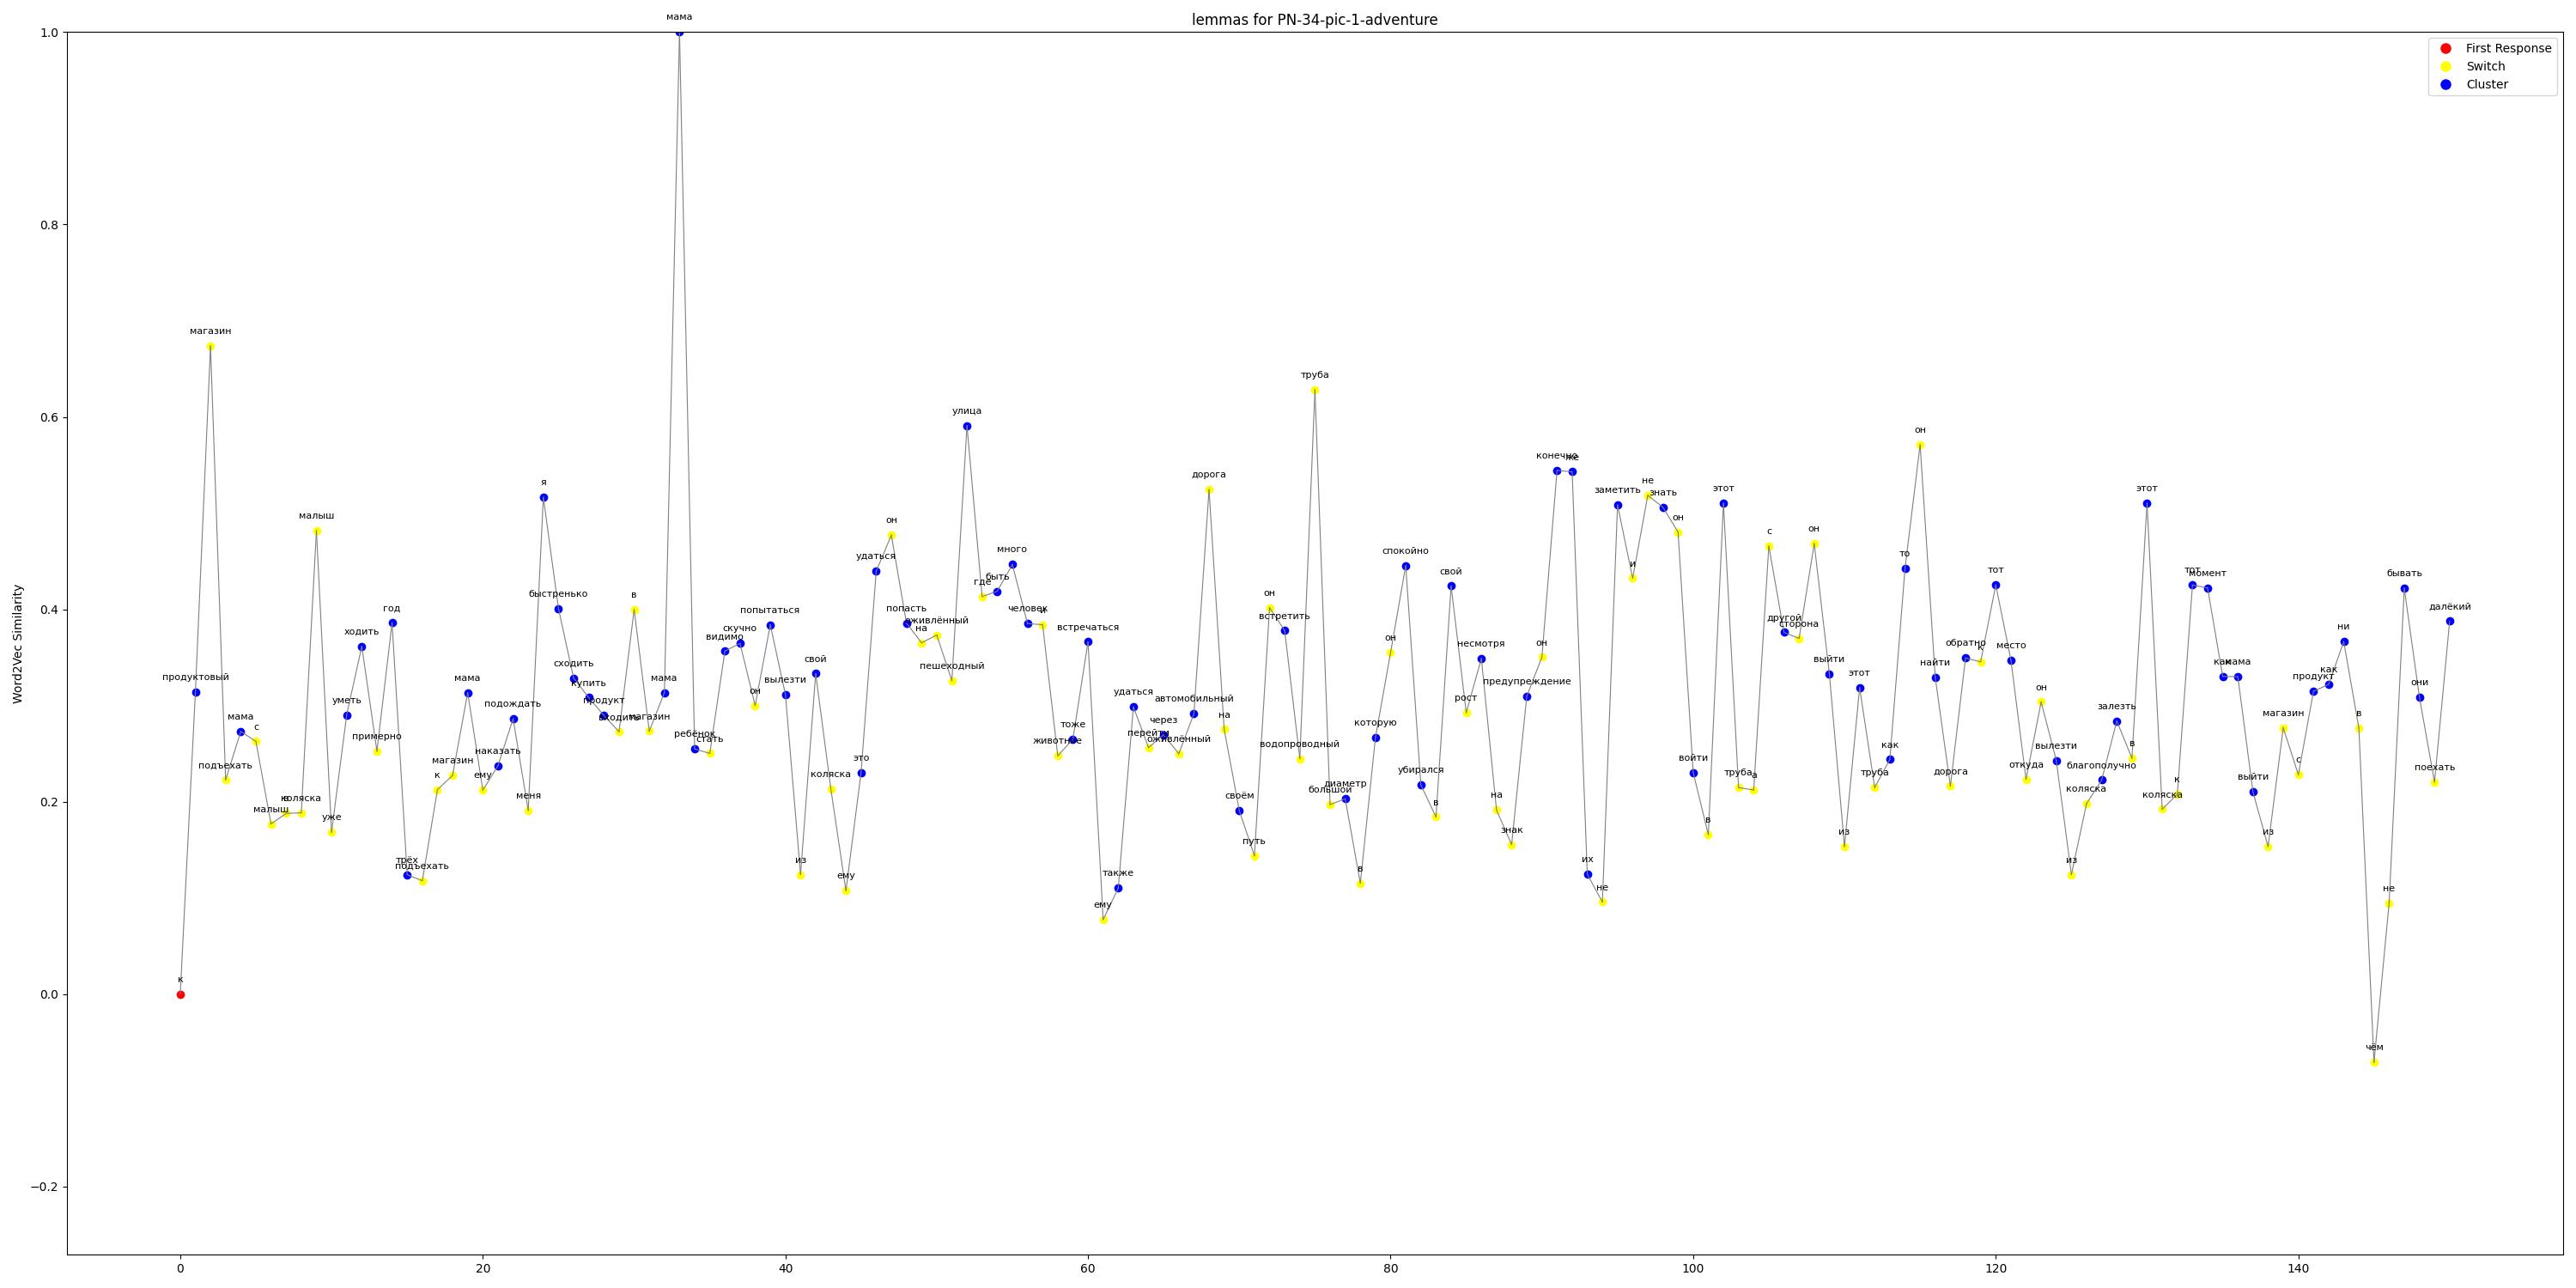 lemmas for PN-34-pic-1-adventure
First Response
Switch
Cluster
Word2Vec Similarity
1.0
0.8
0.6
0.4
0.2
0.0
−0.2
к
продуктовый
магазин
подъехать
мама
с
малыш
в
коляска
малыш
уже
уметь
ходить
примерно
год
трёх
подъехать
к
магазин
мама
ему
наказать
подождать
меня
я
быстренько
сходить
купить
продукт
входить
в
магазин
мама
мама
ребёнок
стать
видимо
скучно
он
попытаться
вылезти
из
свой
коляска
ему
это
удаться
он
попасть
на
оживлённый
пешеходный
улица
где
быть
много
человек
и
животные
тоже
встречаться
ему
также
удаться
перейти
через
оживлённый
автомобильный
дорога
на
своём
путь
он
встретить
водопроводный
труба
большой
диаметр
в
которую
он
спокойно
убирался
в
свой
рост
несмотря
на
знак
предупреждение
он
конечно
же
их
не
заметить
и
не
знать
он
войти
в
этот
труба
а
с
другой
сторона
он
выйти
из
этот
труба
как
то
он
найти
дорога
обратно
к
тот
место
откуда
он
вылезти
из
коляска
благополучно
залезть
в
этот
коляска
к
тот
момент
как
мама
выйти
из
магазин
с
продукт
как
ни
в
чём
не
бывать
они
поехать
далёкий
0
20
40
60
80
100
120
140